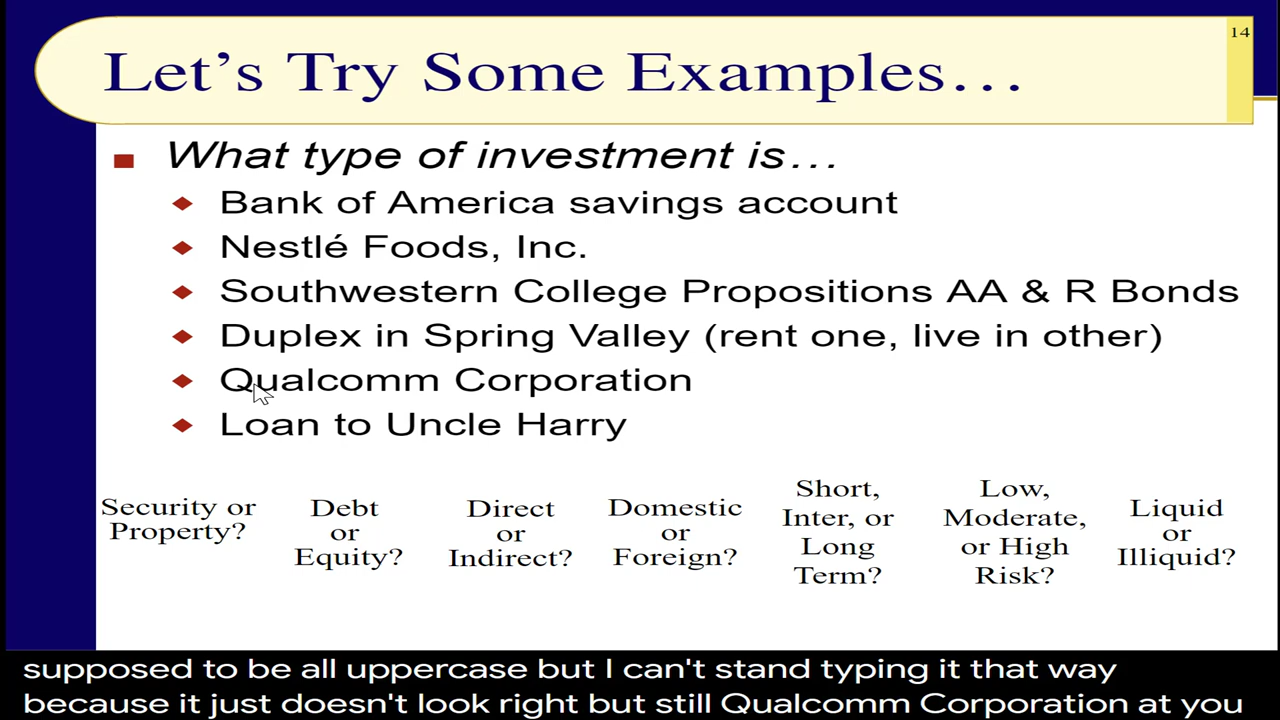 14
Let's Try Some Examples…
What type of investment is…
Bank of America savings account
Nestlé Foods, Inc.
Southwestern College Propositions AA & R Bonds
Duplex in Spring Valley (rent one, live in other)
Qualcomm Corporation
Loan to Uncle Harry
Security or
Property?
Debt
or
Equity?
Direct
or
Indirect?
Domestic
or
Foreign?
Short,
Inter, or
Long
Term?
Low,
Moderate,
or High
Risk?
Liquid
or
Illiquid?
supposed to be all uppercase but I can't stand typing it that way
because it just doesn't look right but still Qualcomm Corporation at you